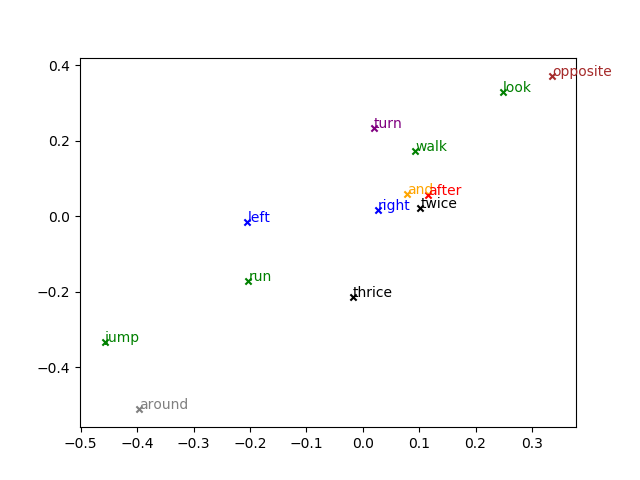 0.4
0.2
0.0
−0.2
−0.4
−0.5
−0.4
−0.3
−0.2
−0.1
0.0
0.1
0.2
0.3
opposite
look
turn
walk
and
after
twice
right
left
run
thrice
jump
around